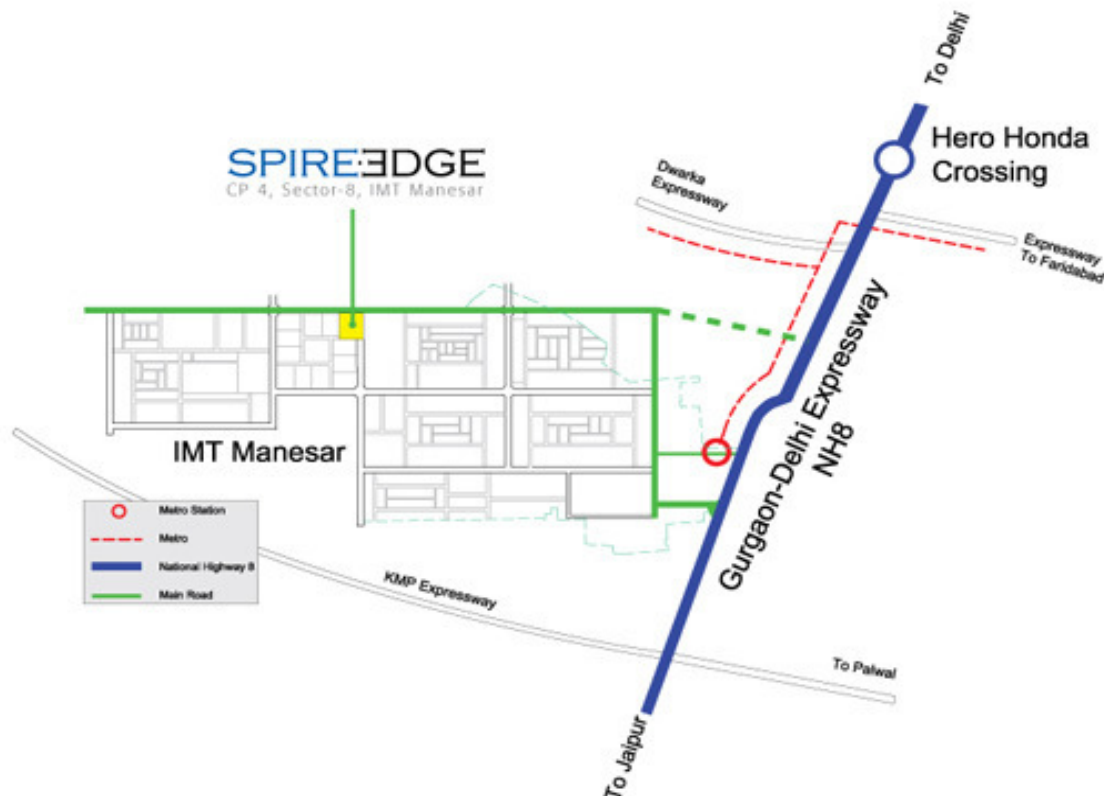 To Delhi
Hero Honda
Crossing
SPIRE:EDGE
CP 4, Sector-8, IMT Manesar
Dwarka
Expressway
Expressway
To Faridabad
Gurgaon-Delhi Expressway
NH8
IMT Manesar
Metro Station
Metro
National Highway 8
Main Road
KMP Expressway
To Palwal
To Jaipur